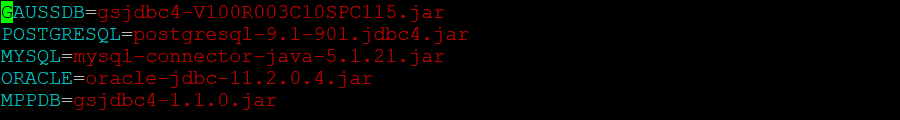 GAUSSDB=gsjdbc4-V100R003C10SPC115.jar
POSTGRESQL=postgresql-9.1-901.jdbc4.jar
MYSQL=mysql-connector-java-5.1.21.jar
ORACLE=oracle-jdbc-11.2.0.4.jar
MPPDB=gsjdbc4-1.1.0.jar